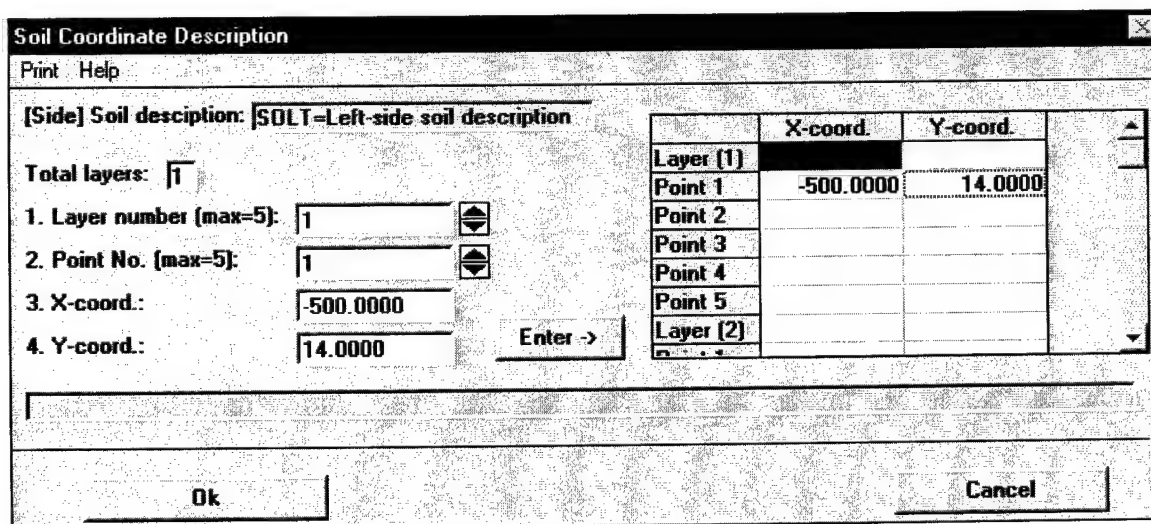 Soil Coordinate Description
Print Help
[Side] Soil desciption: SOLT=Left-side soil description
Total layers: 1
1. Layer number (max=5): 1
2. Point No. (max=5): 1
3. X-coord.: -500.0000
4. Y-coord.: 14.0000
Enter ->
X-coord. Y-coord.
Layer (1)
Point 1 -500.0000 14.0000
Point 2
Point 3
Point 4
Point 5
Layer (2)
Ok Cancel